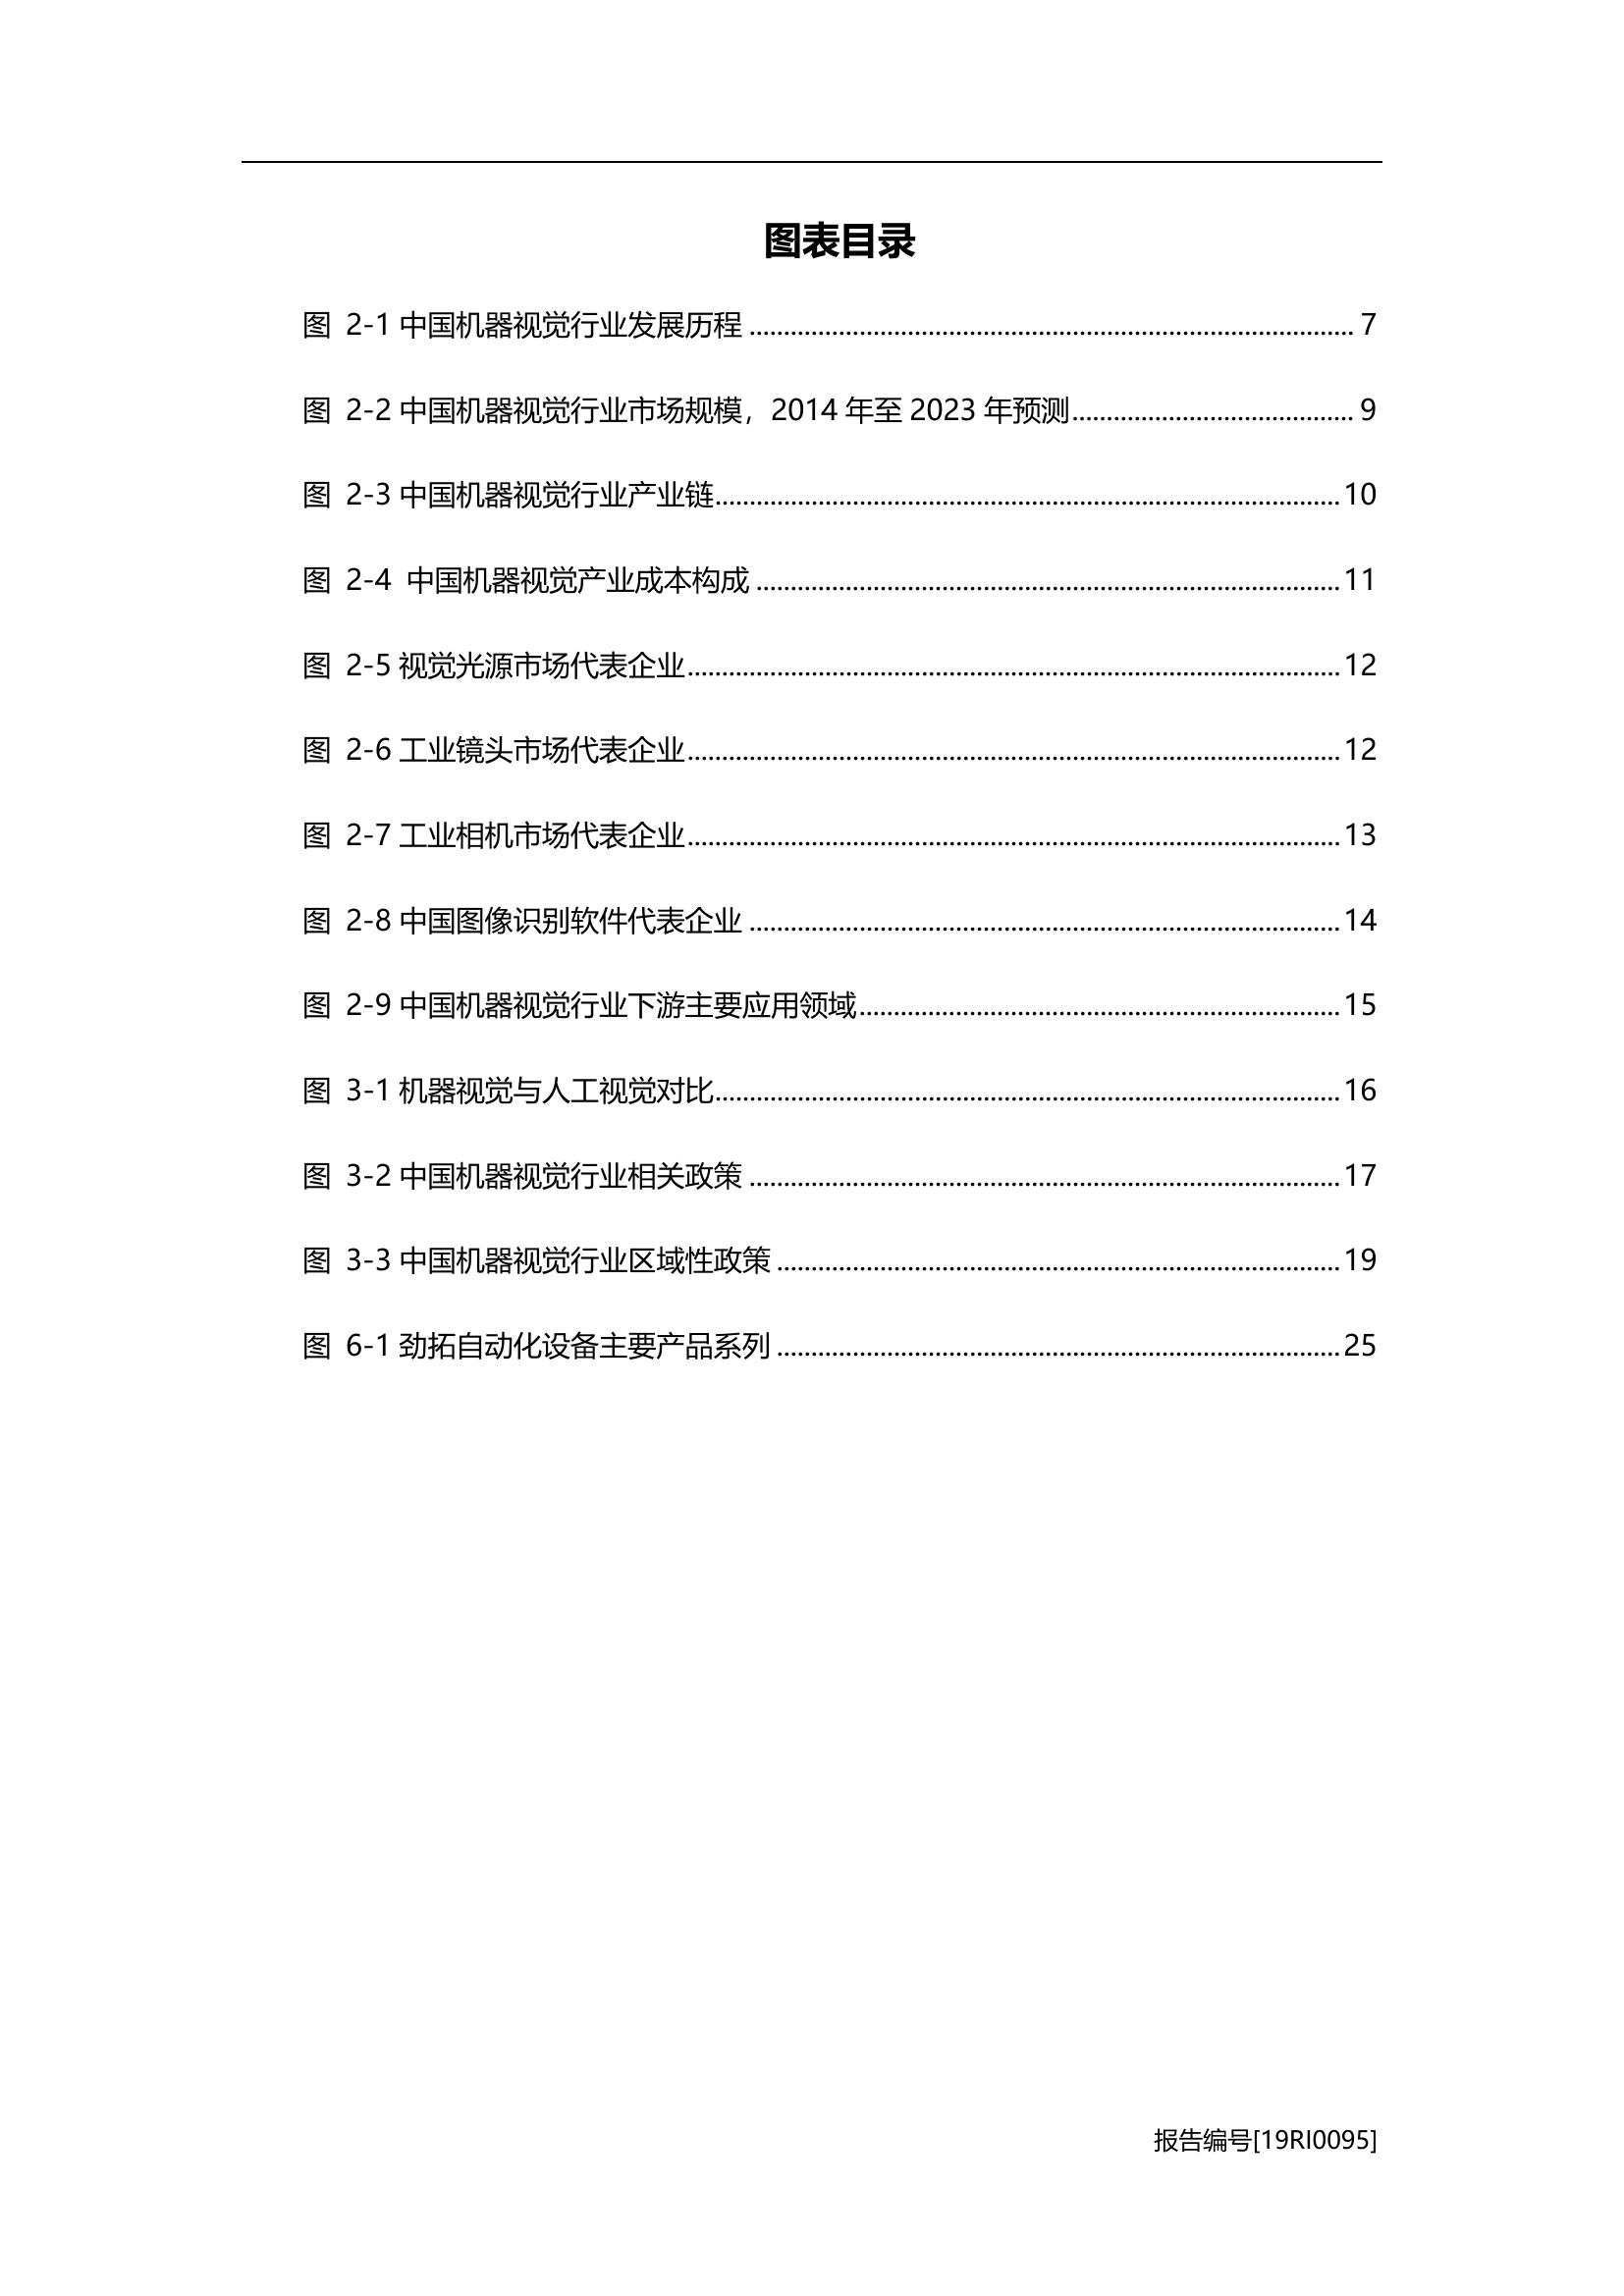 图表目录
图 2-1 中国机器视觉行业发展历程 ........................................................................................ 7
图 2-2 中国机器视觉行业市场规模，2014 年至 2023 年预测......................................... 9
图 2-3 中国机器视觉行业产业链........................................................................................... 10
图 2-4 中国机器视觉产业成本构成 ..................................................................................... 11
图 2-5 视觉光源市场代表企业............................................................................................... 12
图 2-6 工业镜头市场代表企业............................................................................................... 12
图 2-7 工业相机市场代表企业............................................................................................... 13
图 2-8 中国图像识别软件代表企业 ...................................................................................... 14
图 2-9 中国机器视觉行业下游主要应用领域...................................................................... 15
图 3-1 机器视觉与人工视觉对比........................................................................................... 16
图 3-2 中国机器视觉行业相关政策 ...................................................................................... 17
图 3-3 中国机器视觉行业区域性政策 .................................................................................. 19
图 6-1 劲拓自动化设备主要产品系列 .................................................................................. 25
报告编号[19RI0095]